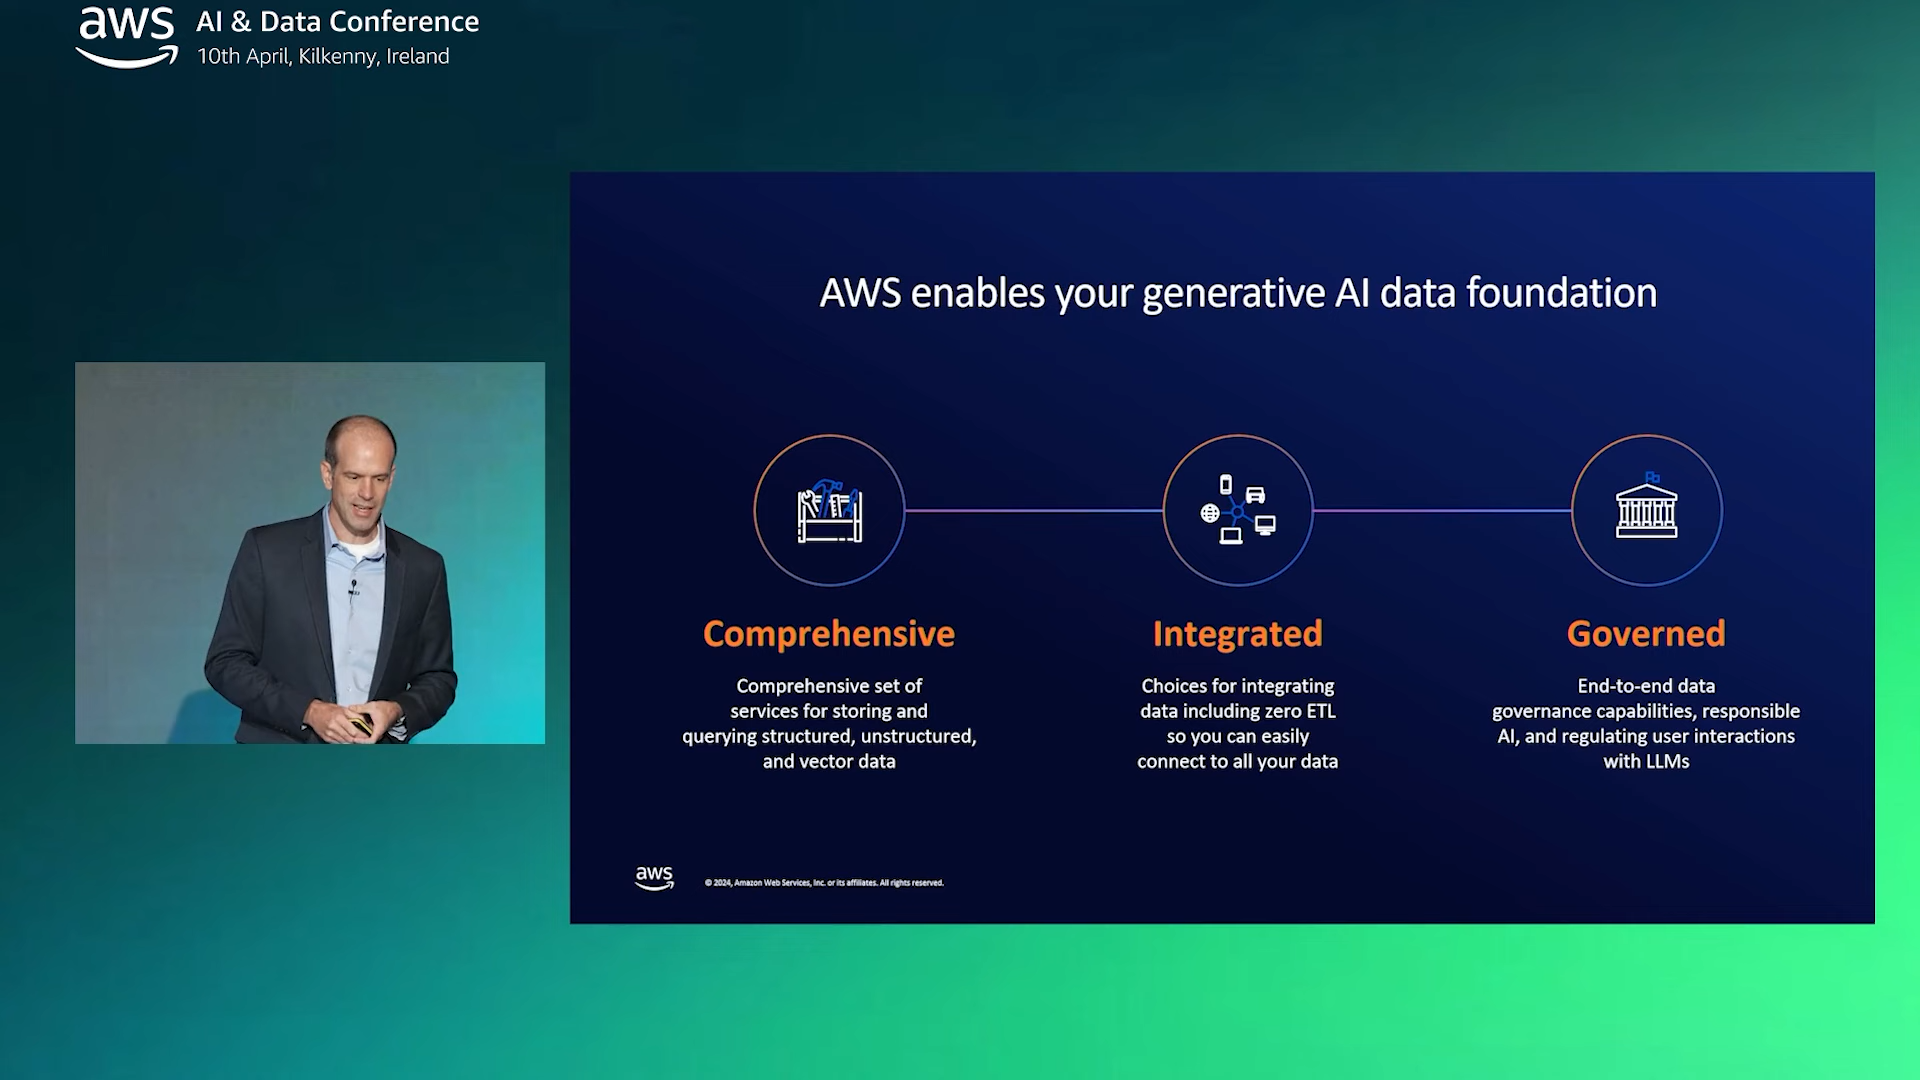 aws
AI & Data Conference
10th April, Kilkenny, Ireland
AWS enables your generative AI data foundation
Comprehensive
Comprehensive set of
services for storing and
querying structured, unstructured,
and vector data
Integrated
Choices for integrating
data including zero ETL
so you can easily
connect to all your data
Governed
End-to-end data
governance capabilities, responsible
AI, and regulating user interactions
with LLMs
aws
© 2024, Amazon Web Services, Inc. or its affiliates. All rights reserved.